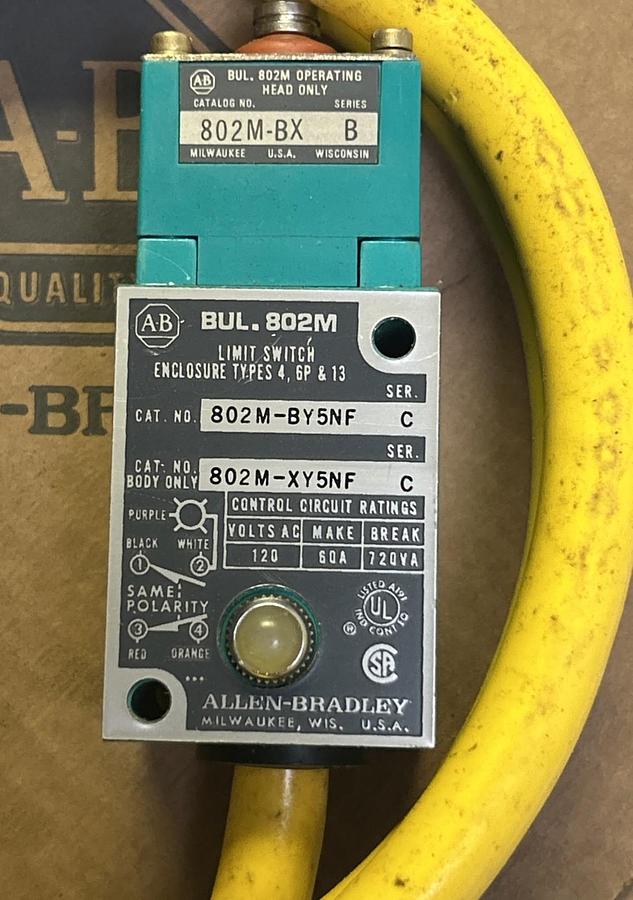 A-B
QUALIT
-BR
A-B BUL. 802M OPERATING
HEAD ONLY
CATALOG NO. SERIES
802M-BX B
MILWAUKEE U.S.A. WISCONSIN
A-B BUL. 802M
LIMIT SWITCH
ENCLOSURE TYPES 4, 6P & 13
SER.
CAT. NO. 802M-BY5NF C
SER.
CAT. NO.
BODY ONLY 802M-XY5NF C
CONTROL CIRCUIT RATINGS
VOLTS AC MAKE BREAK
120 60A 720VA
PURPLE
BLACK WHITE
1 2
SAME
POLARITY
3 4
RED ORANGE
LISTED
UL
IND CONT EQ
®
SA
ALLEN-BRADLEY
MILWAUKEE, WIS. U.S.A.